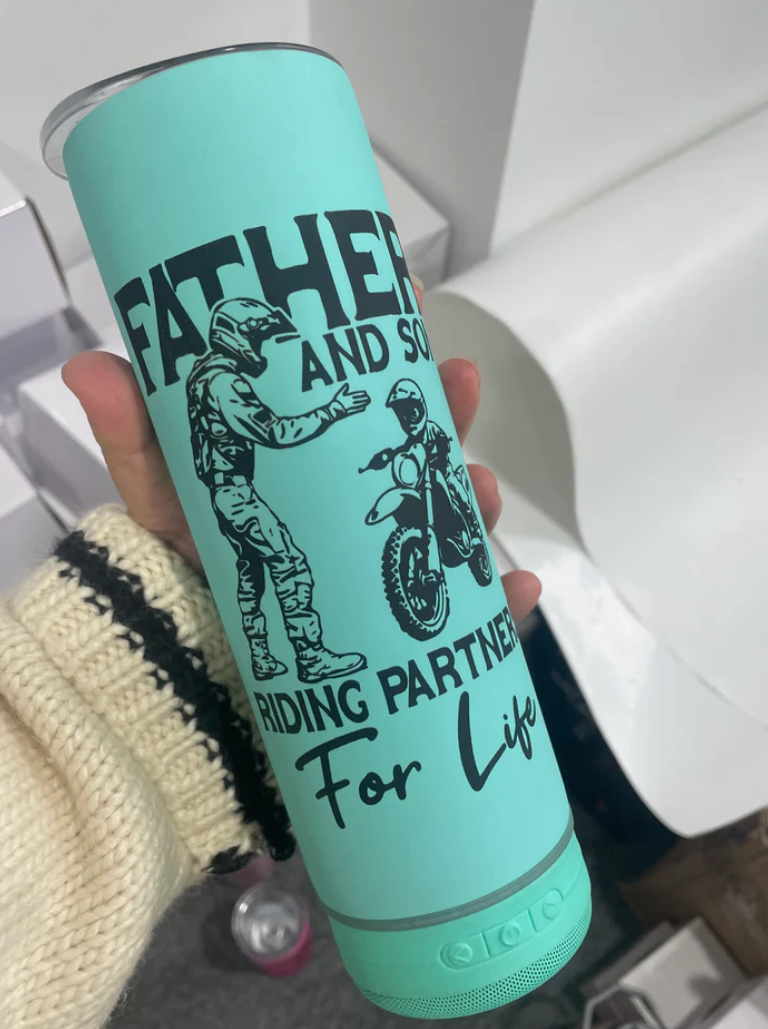 FATHER
AND SO
RIDING PARTNER
For Life